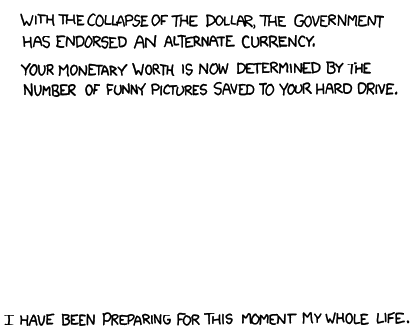 WITH THE COLLAPSE OF THE DOLLAR, THE GOVERNMENT
HAS ENDORSED AN ALTERNATE CURRENCY.
YOUR MONETARY WORTH IS NOW DETERMINED BY THE
NUMBER OF FUNNY PICTURES SAVED TO YOUR HARD DRIVE.
I HAVE BEEN PREPARING FOR THIS MOMENT MY WHOLE LIFE.